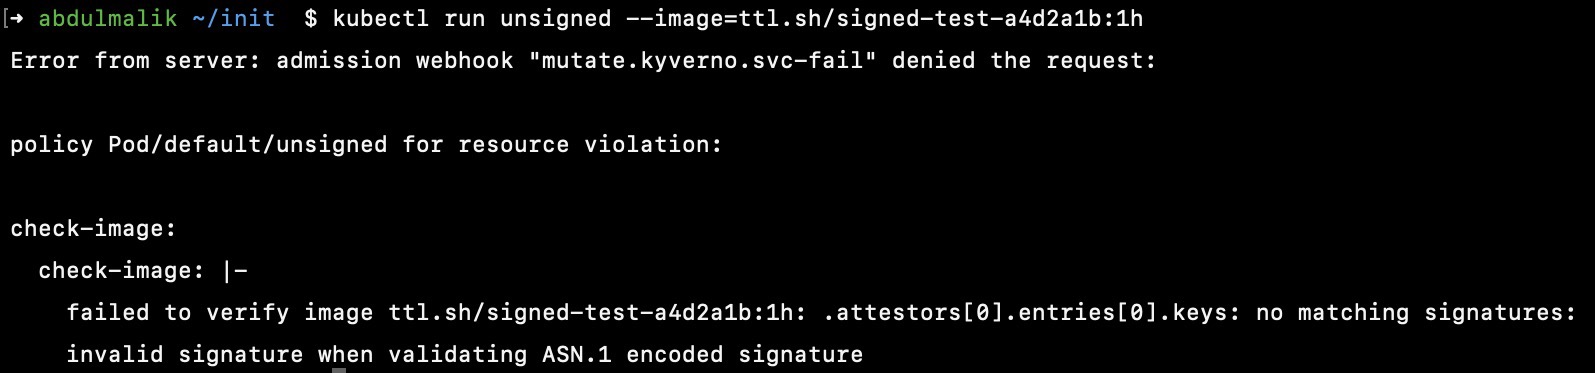 [➜ abdulmalik ~/init $ kubectl run unsigned --image=ttl.sh/signed-test-a4d2a1b:1h
Error from server: admission webhook "mutate.kyverno.svc-fail" denied the request:
policy Pod/default/unsigned for resource violation:
check-image:
check-image: |-
failed to verify image ttl.sh/signed-test-a4d2a1b:1h: .attestors[0].entries[0].keys: no matching signatures:
invalid signature when validating ASN.1 encoded signature